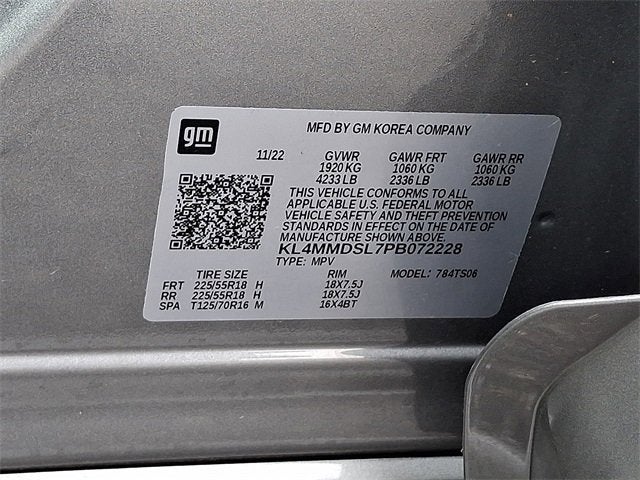 gm
MFD BY GM KOREA COMPANY
11/22 GVWR GAWR FRT GAWR RR
1920 KG 1060 KG 1060 KG
4233 LB 2336 LB 2336 LB
THIS VEHICLE CONFORMS TO ALL
APPLICABLE U.S. FEDERAL MOTOR
VEHICLE SAFETY AND THEFT PREVENTION
STANDARDS IN EFFECT ON THE DATE OF
MANUFACTURE SHOWN ABOVE.
KL4MMDSL7PB072228
TYPE: MPV MODEL: 784TS06
TIRE SIZE RIM
FRT 225/55R18 H 18X7.5J
RR 225/55R18 H 18X7.5J
SPA T125/70R16 M 16X4BT